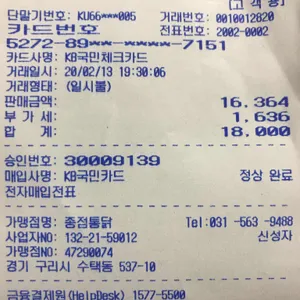 [고객용]
단말기번호: KU66***005 거래번호: 0010012820
카드번호 전표번호: 2002-0002
5272-89**-****-7151
카드사명: KB국민체크카드
거래일시: 20/02/13 19:30:06
거래형태: (일시불)
판매금액: 16.364
부 가 세: 1,636
합 계: 18.000
승인번호: 30009139
매입사명: KB국민카드 정상 완료
전자매입전표
가맹점명: 종점통닭 Tel:031 -563 -9488
사업자NO: 132-21-59012 신성자
가맹점NO: 47290074
경기 구리시 수택동 537-10
금융결제원(HelpDesk) 1577-5500